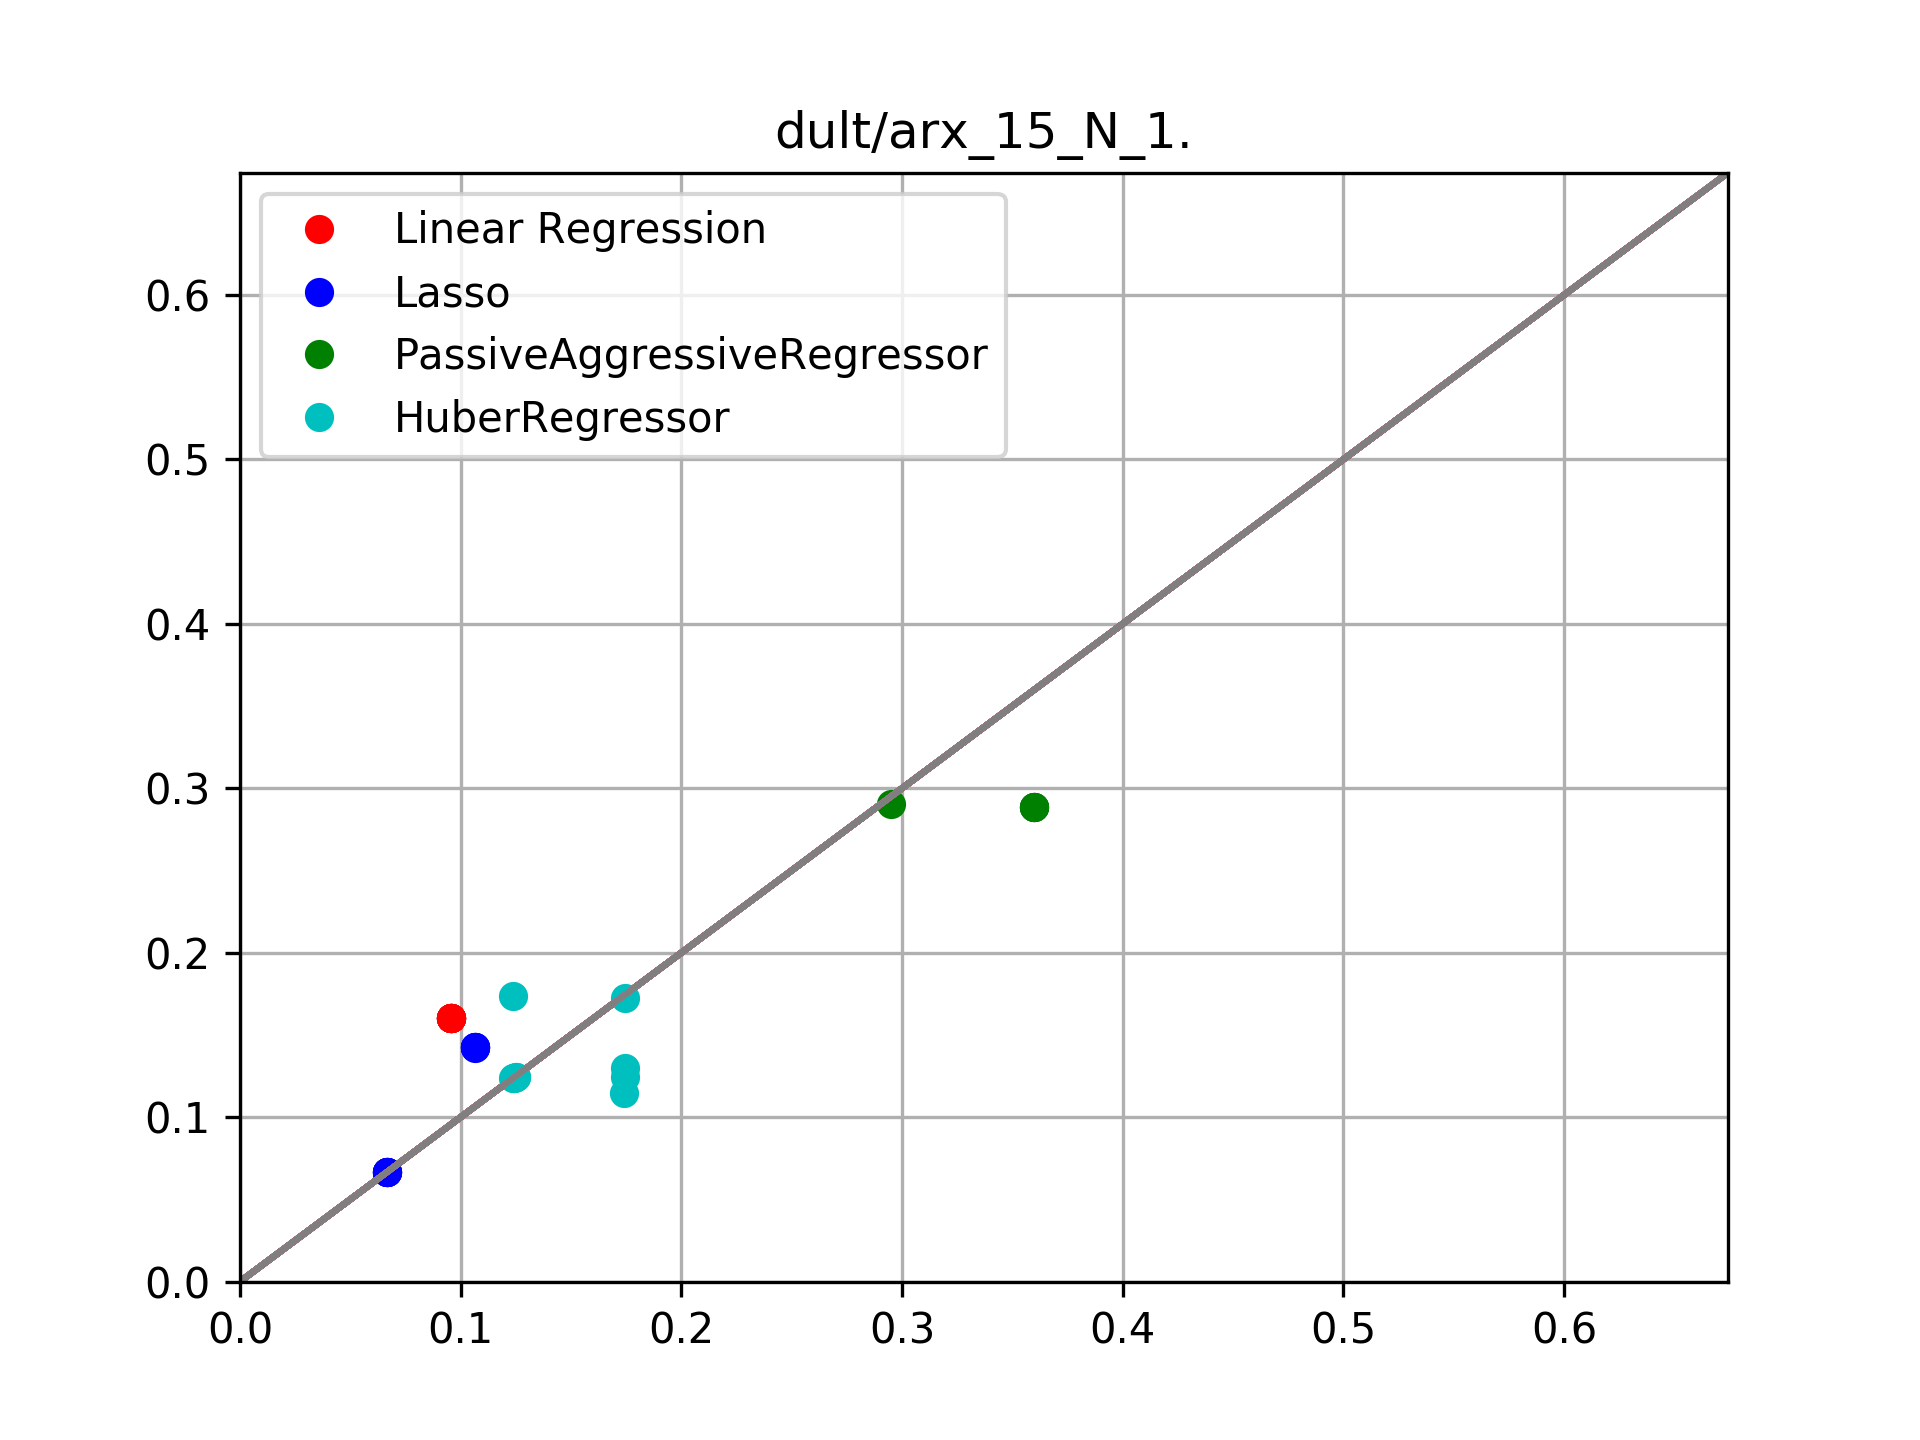 dult/arx_15_N_1.
Linear Regression
Lasso
PassiveAggressiveRegressor
HuberRegressor
0.6
0.5
0.4
0.3
0.2
0.1
0.0
0.0 0.1 0.2 0.3 0.4 0.5 0.6